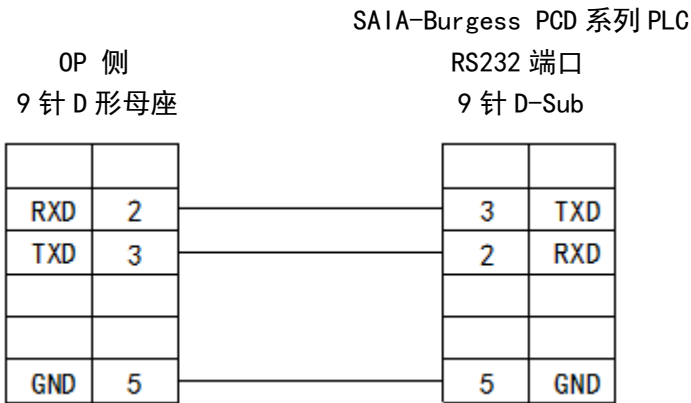 SAIA-Burgess PCD 系列 PLC
OP 侧 RS232 端口
9 针 D 形母座 9 针 D-Sub
RXD 2 3 TXD
TXD 3 2 RXD
GND 5 5 GND